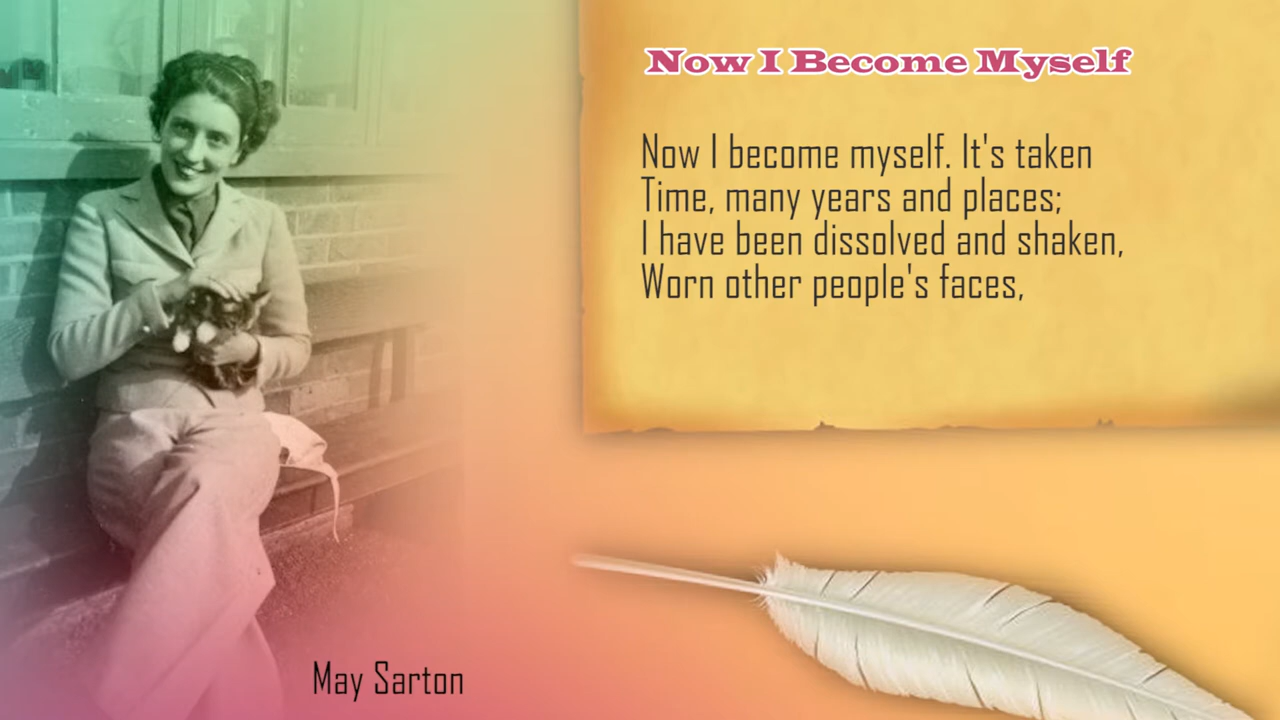 Now I Become Myself
Now I become myself. It's taken
Time, many years and places;
I have been dissolved and shaken,
Worn other people's faces,
May Sarton